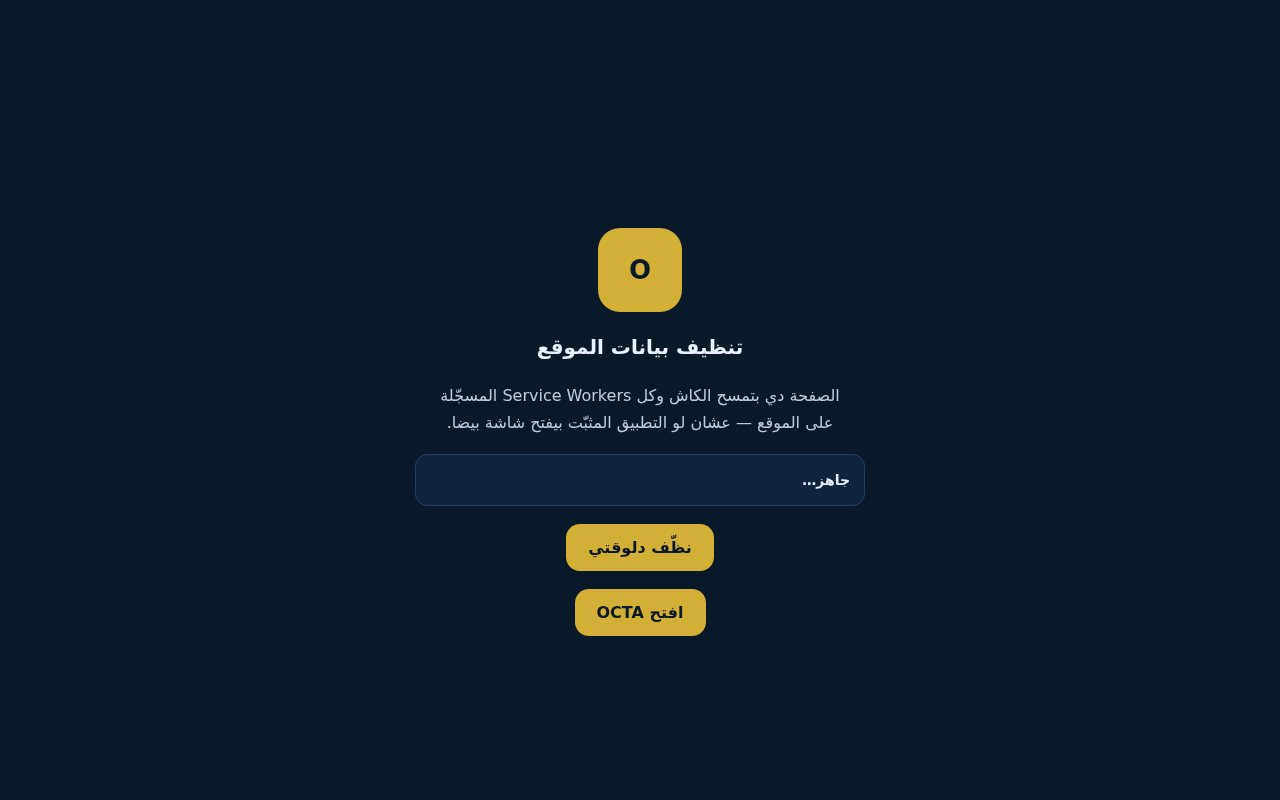 O
تنظيف بيانات الموقع
الصفحة دي بتمسح الكاش وكل Service Workers المسجّلة
على الموقع — عشان لو التطبيق المثبّت بيفتح شاشة بيضا.
جاهز...
نظّف دلوقتي
افتح OCTA